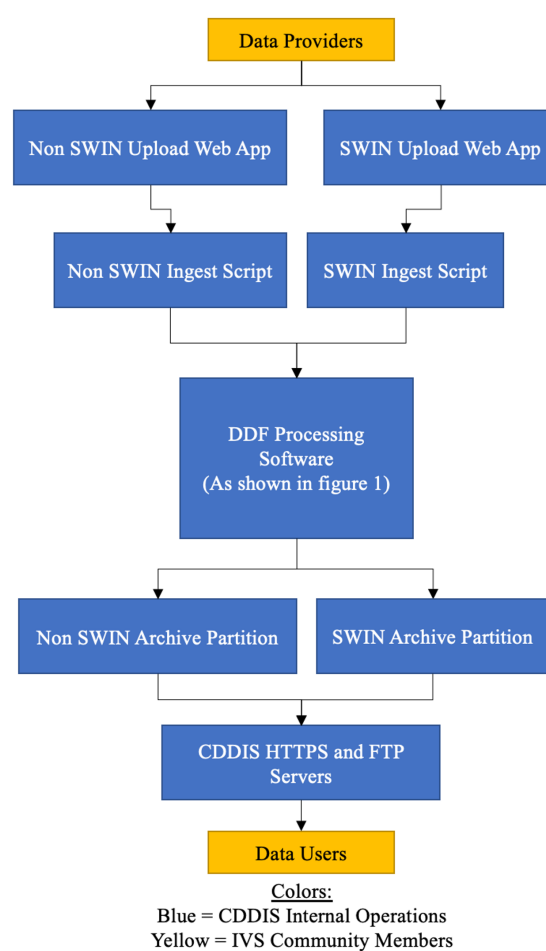 Data Providers
Non SWIN Upload Web App
SWIN Upload Web App
Non SWIN Ingest Script
SWIN Ingest Script
DDF Processing
Software
(As shown in figure 1)
Non SWIN Archive Partition
SWIN Archive Partition
CDDIS HTTPS and FTP
Servers
Data Users
Colors:
Blue = CDDIS Internal Operations
Yellow = IVS Community Members